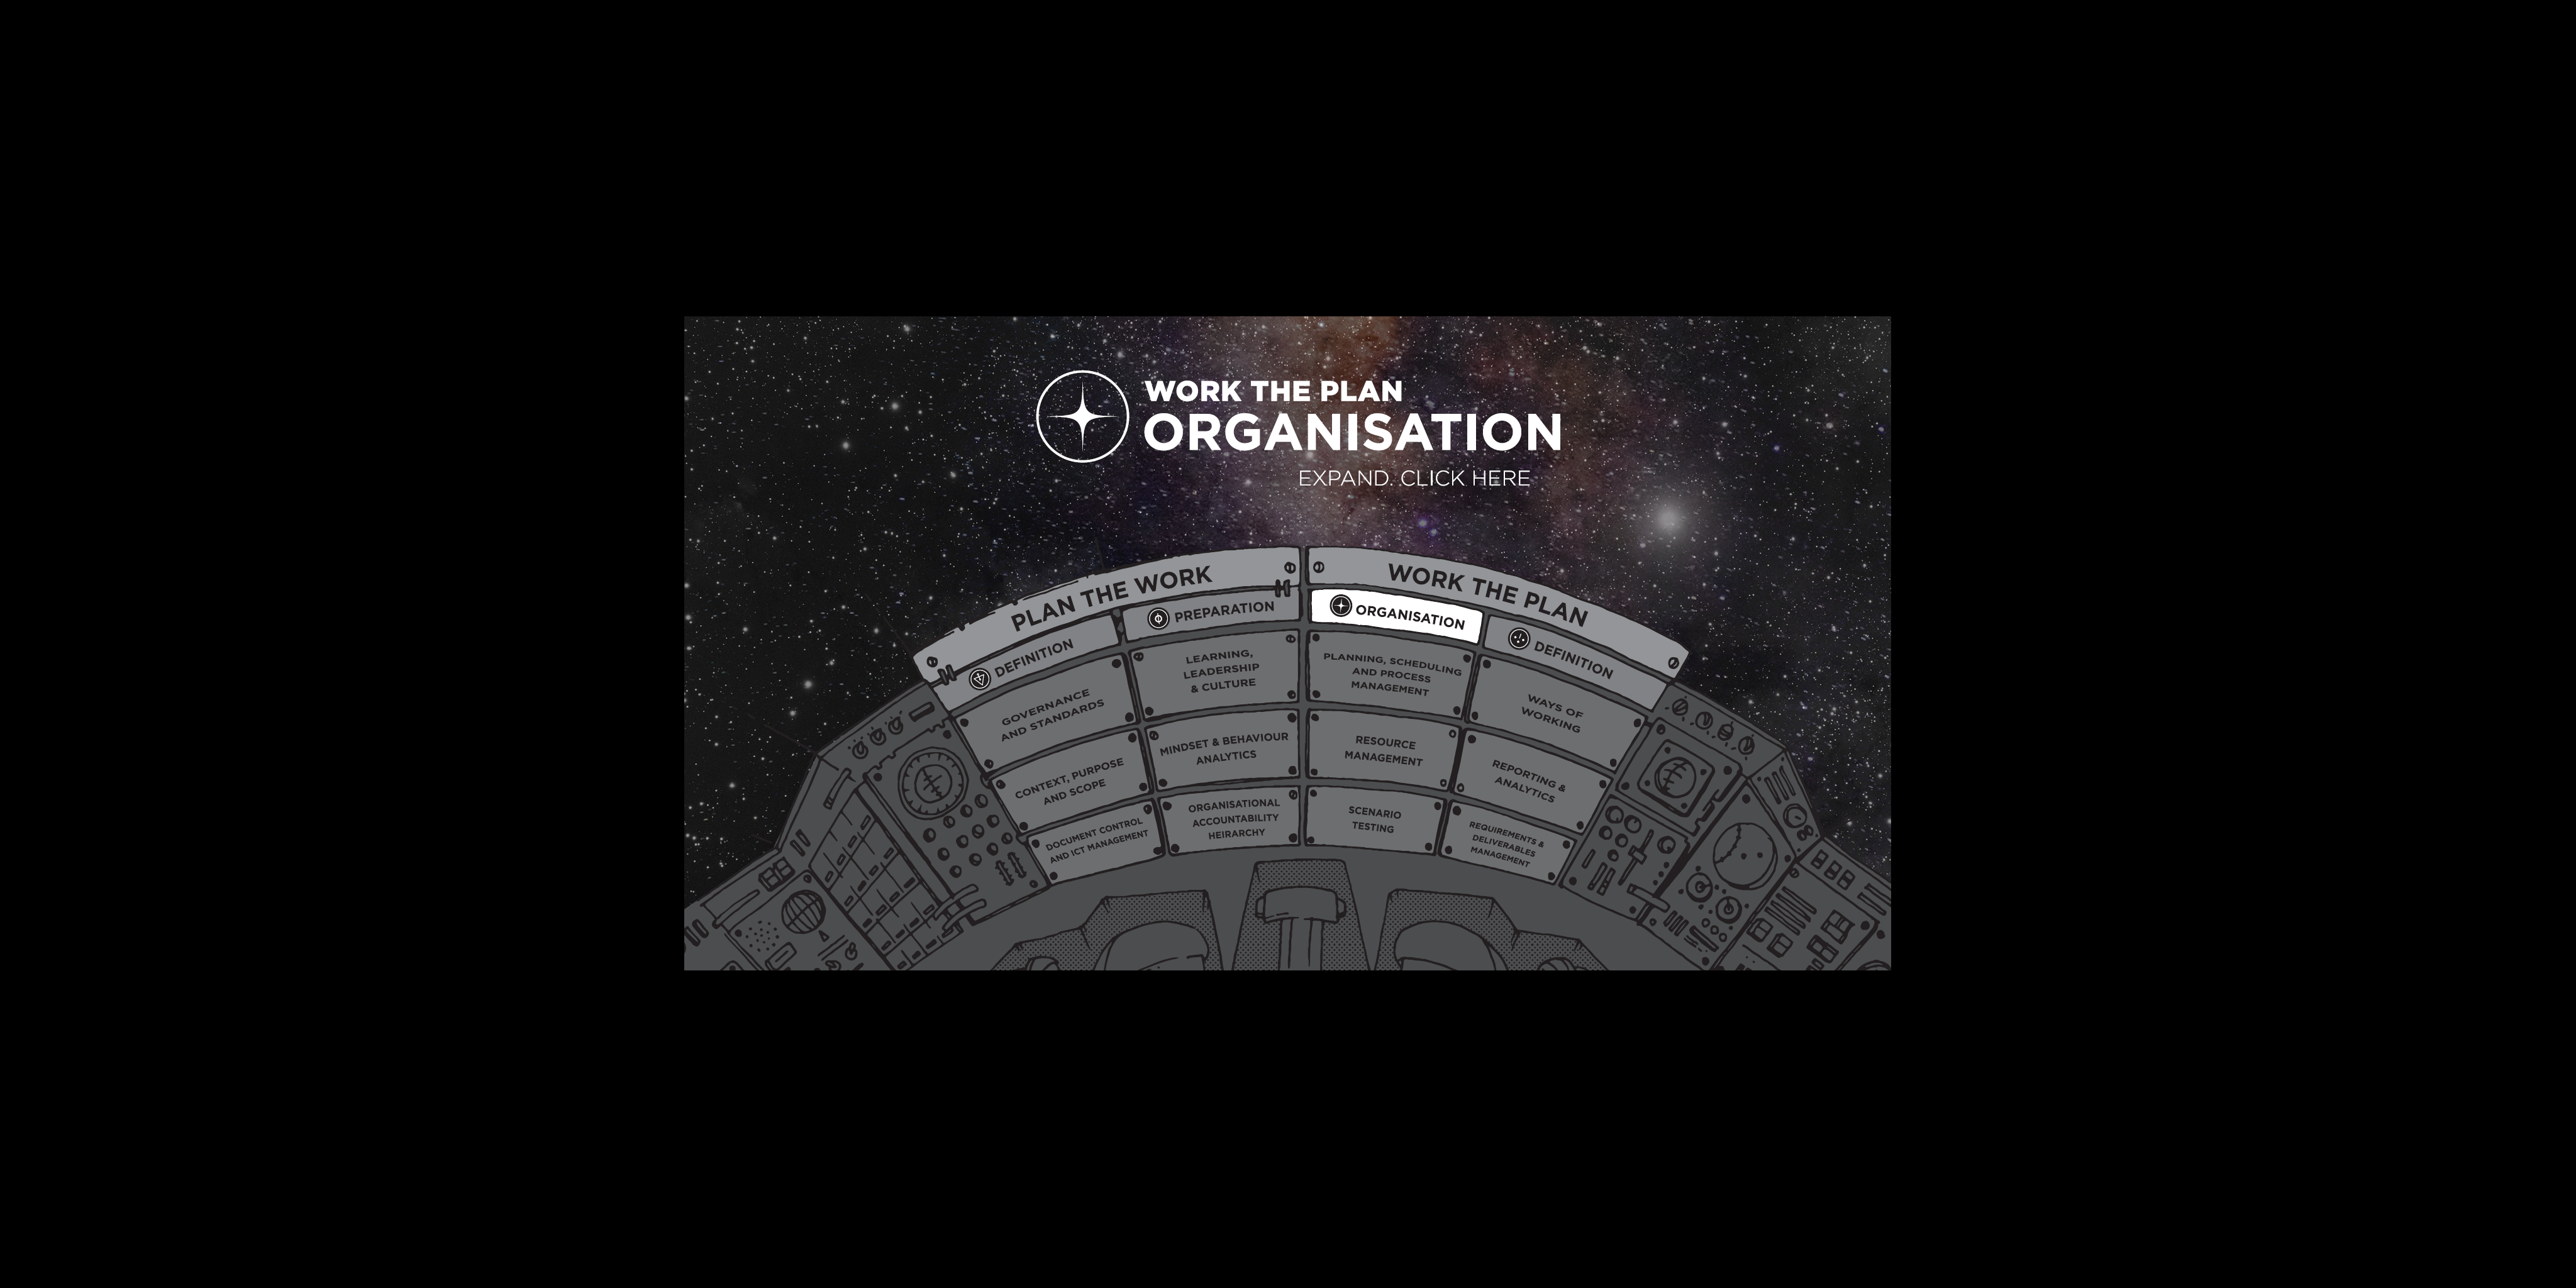 WORK THE PLAN
ORGANISATION
EXPAND. CLICK HERE
PLAN THE WORK
WORK THE PLAN
DEFINITION
PREPARATION
ORGANISATION
DEFINITION
GOVERNANCE
AND STANDARDS
LEARNING,
LEADERSHIP
& CULTURE
PLANNING, SCHEDULING
AND PROCESS
MANAGEMENT
WAYS OF
WORKING
CONTEXT, PURPOSE
AND SCOPE
MINDSET & BEHAVIOUR
ANALYTICS
RESOURCE
MANAGEMENT
REPORTING &
ANALYTICS
DOCUMENT CONTROL
AND ICT MANAGEMENT
ORGANISATIONAL
ACCOUNTABILITY
HEIRARCHY
SCENARIO
TESTING
REQUIREMENTS &
DELIVERABLES
MANAGEMENT